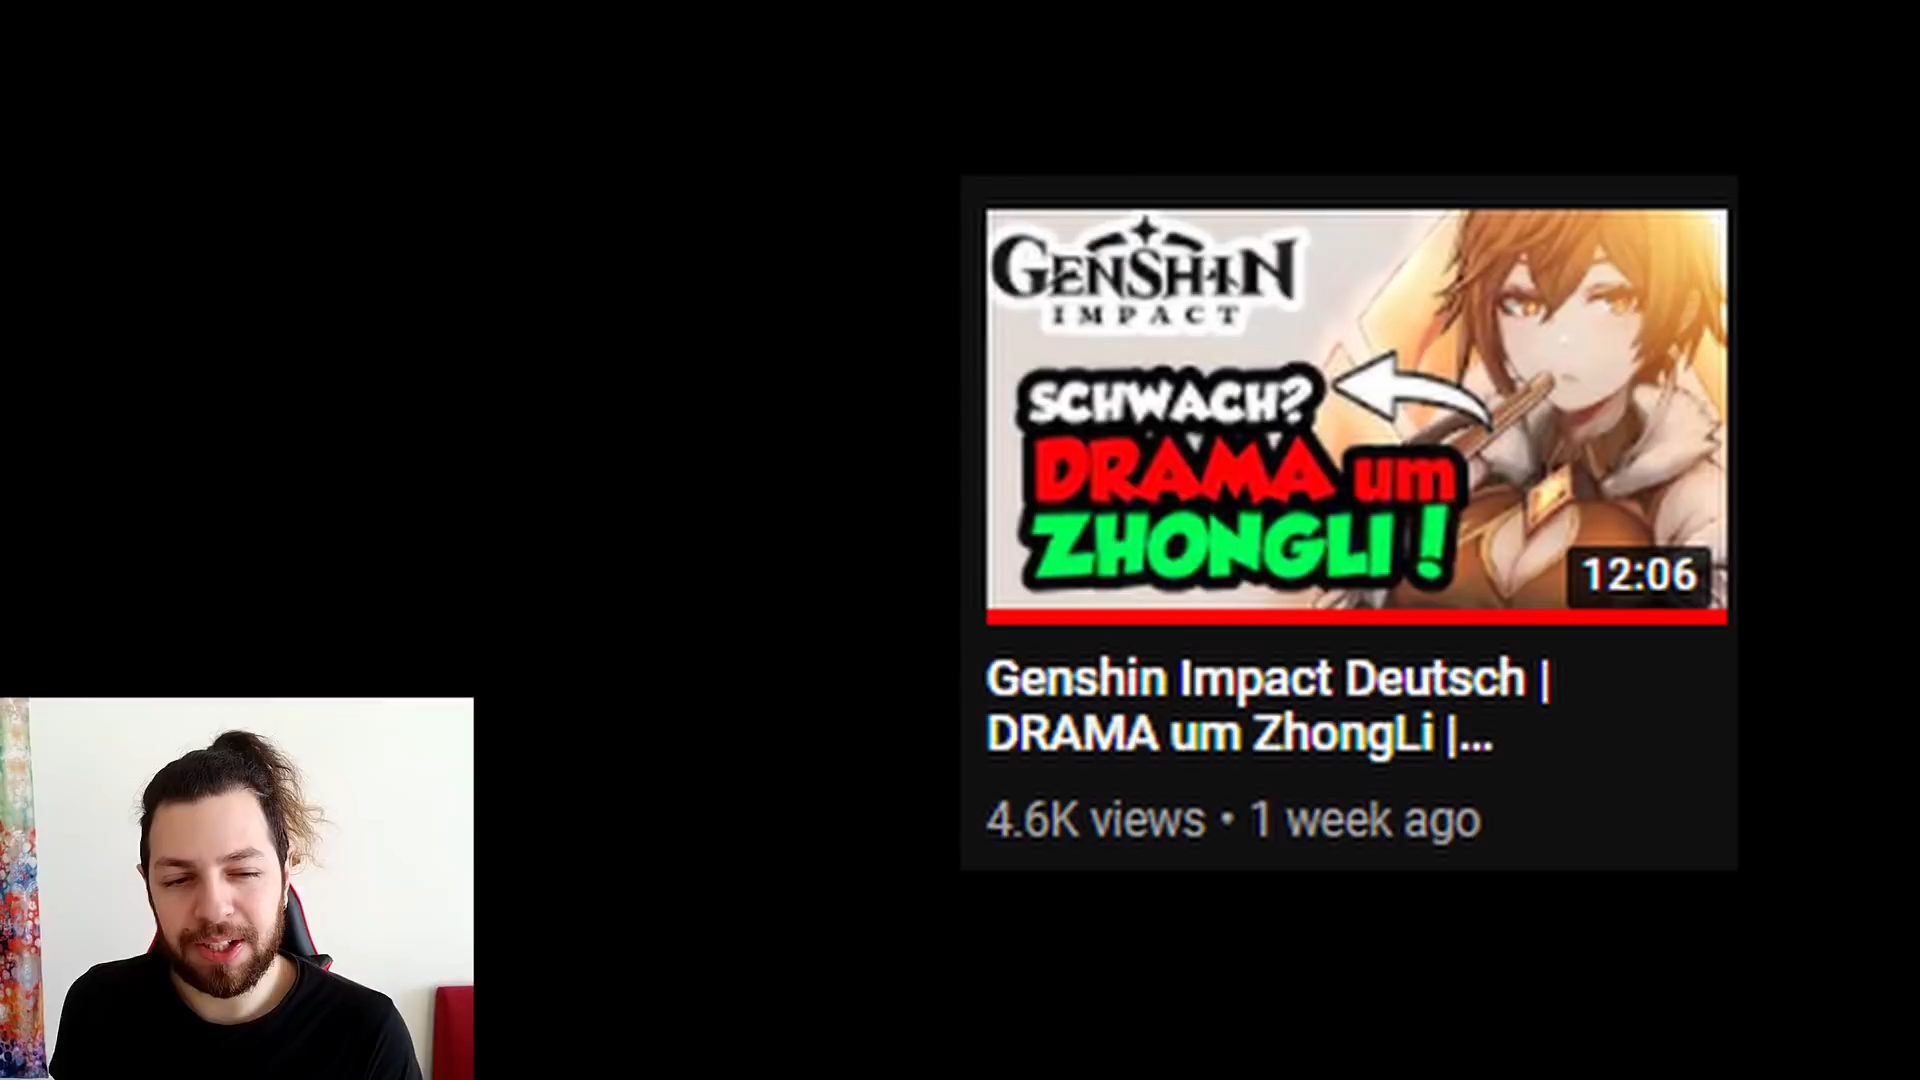 GENSHIN
IMPACT
SCHWACH?
DRAMA um
ZHONGLI!
12:06
Genshin Impact Deutsch |
DRAMA um ZhongLi |...
4.6K views • 1 week ago